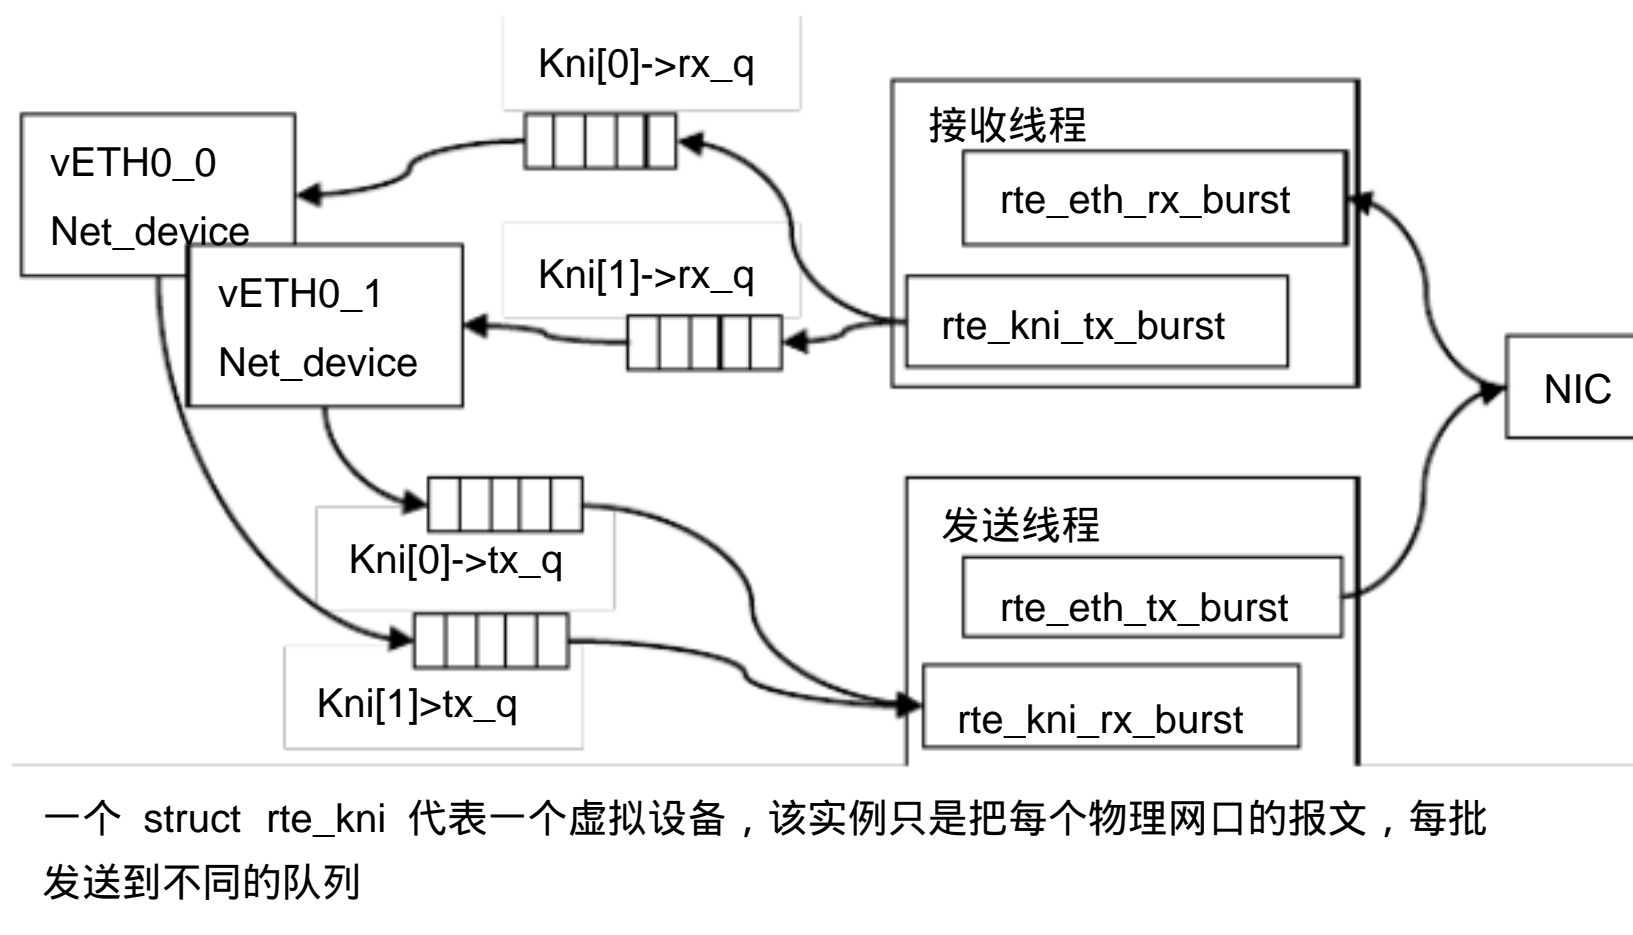 Kni[0]->rx_q
接收线程
vETH0_0
Net_device
rte_eth_rx_burst
Kni[1]->rx_q
vETH0_1
Net_device
rte_kni_tx_burst
NIC
发送线程
Kni[0]->tx_q
rte_eth_tx_burst
Kni[1]>tx_q
rte_kni_rx_burst
一个 struct rte_kni 代表一个虚拟设备，该实例只是把每个物理网口的报文，每批
发送到不同的队列